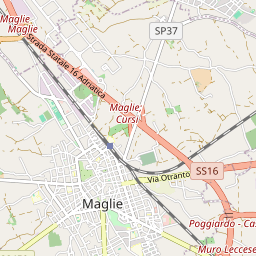 Maglie
Maglie
SP37
Strada Statale 16 Adriatica
Maglie;
Cursi
SS16
Via Otranto
Maglie
Poggiardo - Ca
Muro Leccese